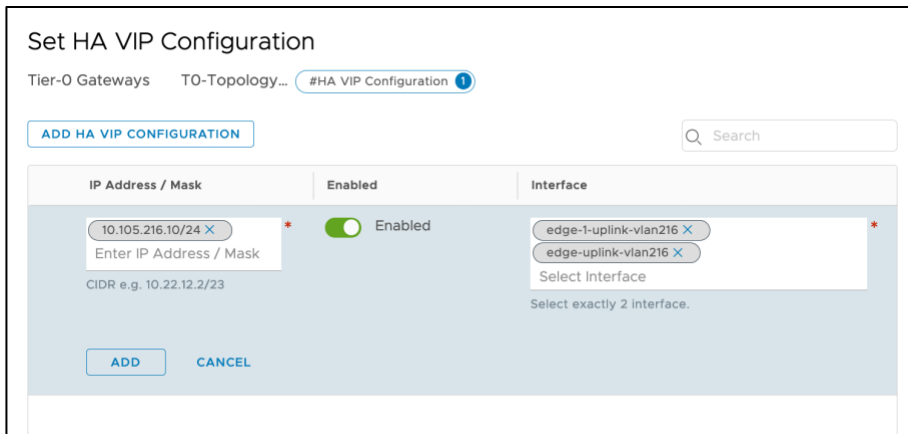 Set HA VIP Configuration
Tier-0 Gateways T0-Topology... #HA VIP Configuration 1
ADD HA VIP CONFIGURATION Search
IP Address / Mask Enabled Interface
10.105.216.10/24 × * Enabled edge-1-uplink-vlan216 × *
Enter IP Address / Mask edge-uplink-vlan216 ×
CIDR e.g. 10.22.12.2/23 Select Interface
Select exactly 2 interface.
ADD CANCEL